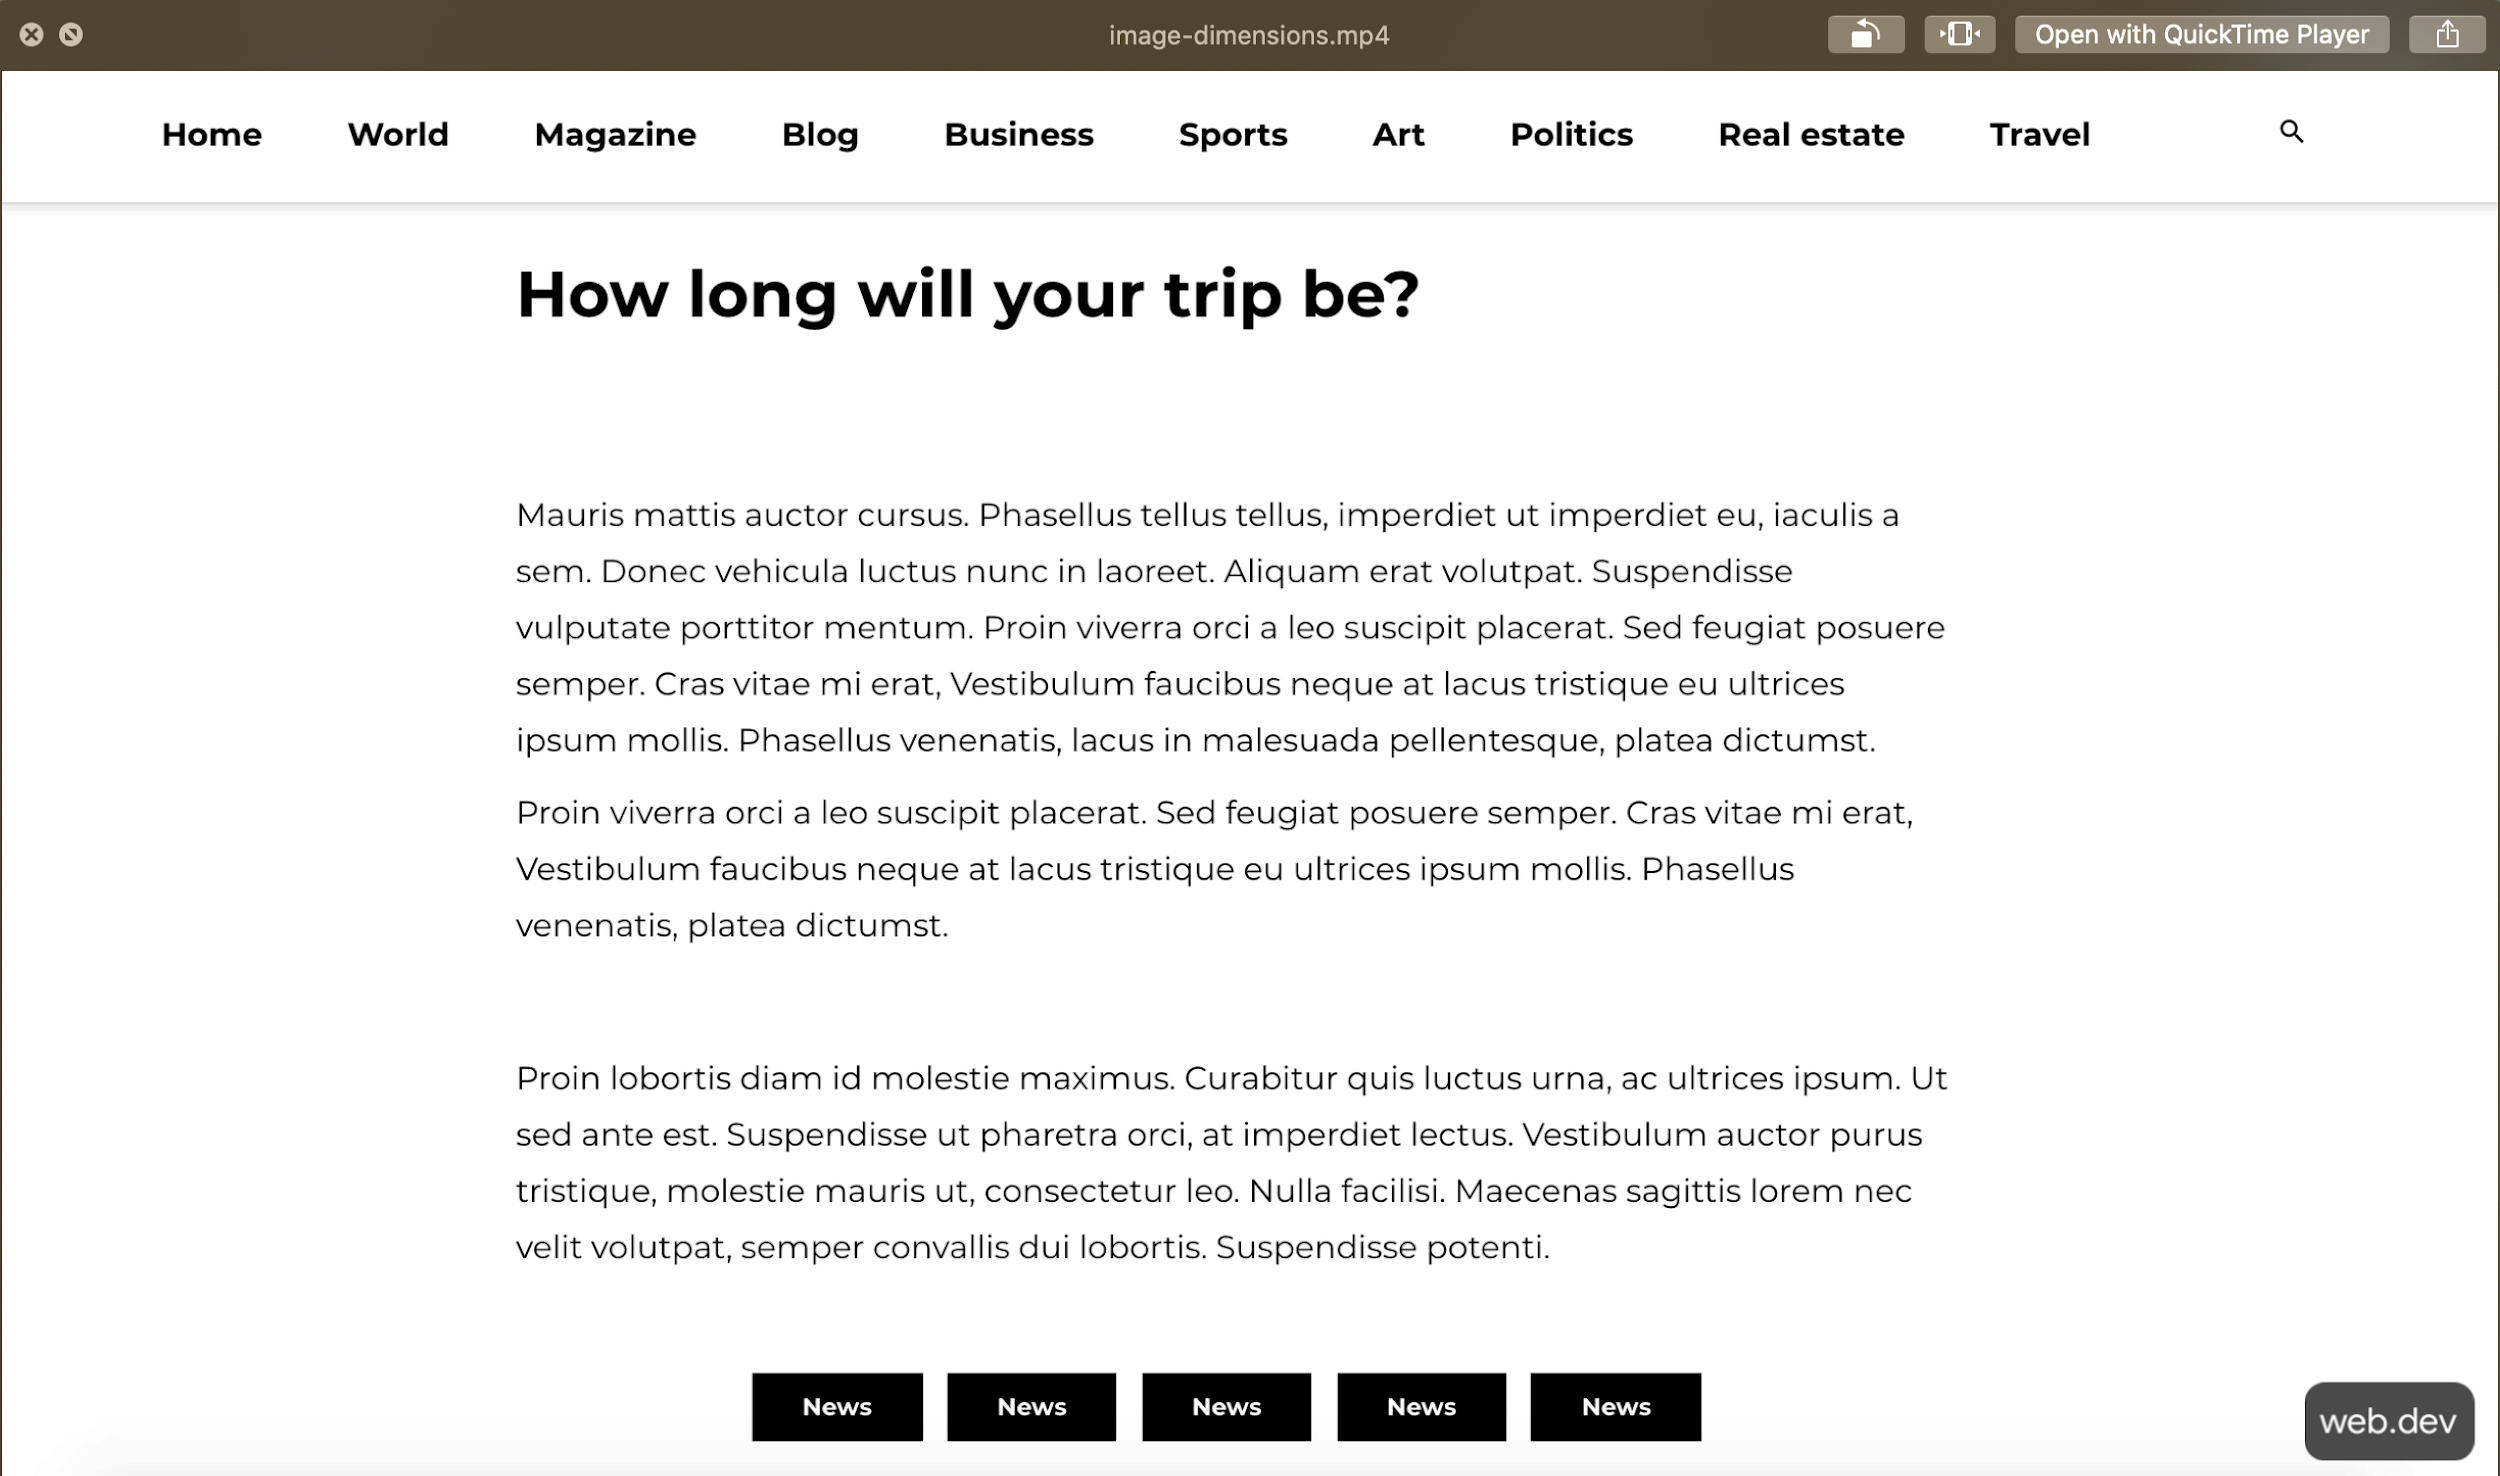 image-dimensions.mp4
Open with QuickTime Player
Home World Magazine Blog Business Sports Art Politics Real estate Travel
How long will your trip be?
Mauris mattis auctor cursus. Phasellus tellus tellus, imperdiet ut imperdiet eu, iaculis a
sem. Donec vehicula luctus nunc in laoreet. Aliquam erat volutpat. Suspendisse
vulputate porttitor mentum. Proin viverra orci a leo suscipit placerat. Sed feugiat posuere
semper. Cras vitae mi erat, Vestibulum faucibus neque at lacus tristique eu ultrices
ipsum mollis. Phasellus venenatis, lacus in malesuada pellentesque, platea dictumst.
Proin viverra orci a leo suscipit placerat. Sed feugiat posuere semper. Cras vitae mi erat,
Vestibulum faucibus neque at lacus tristique eu ultrices ipsum mollis. Phasellus
venenatis, platea dictumst.
Proin lobortis diam id molestie maximus. Curabitur quis luctus urna, ac ultrices ipsum. Ut
sed ante est. Suspendisse ut pharetra orci, at imperdiet lectus. Vestibulum auctor purus
tristique, molestie mauris ut, consectetur leo. Nulla facilisi. Maecenas sagittis lorem nec
velit volutpat, semper convallis dui lobortis. Suspendisse potenti.
News News News News News
web.dev